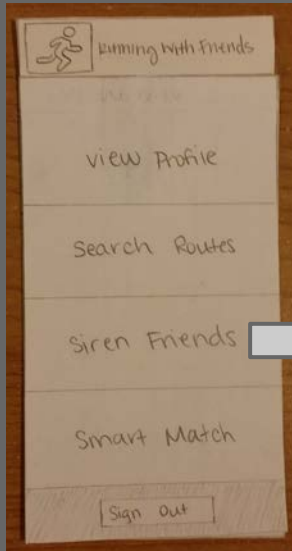 Running With Friends
View Profile
Search Routes
Siren Friends
Smart Match
Sign Out